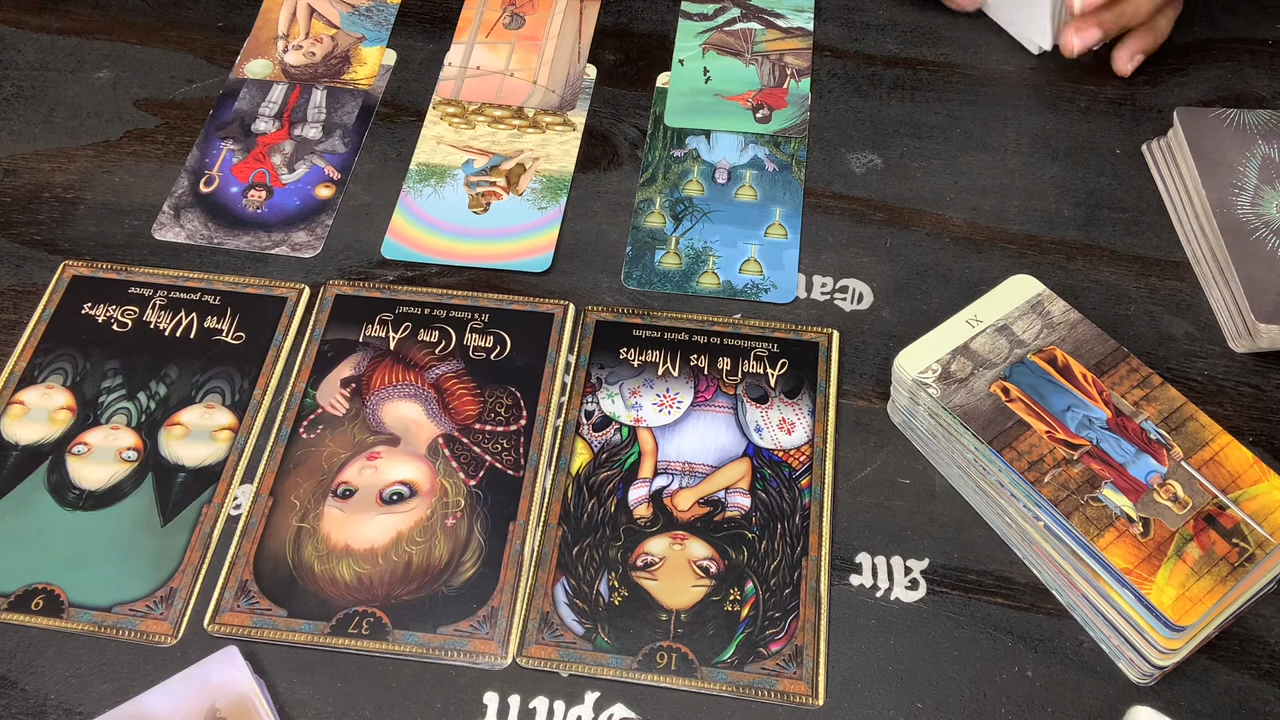 Three Witchy Sisters
The power of three
Candy Cane Angel
It's time for a treat!
37
Angel de los Muertos
Transitions to the spirit realm
16
XI
Air